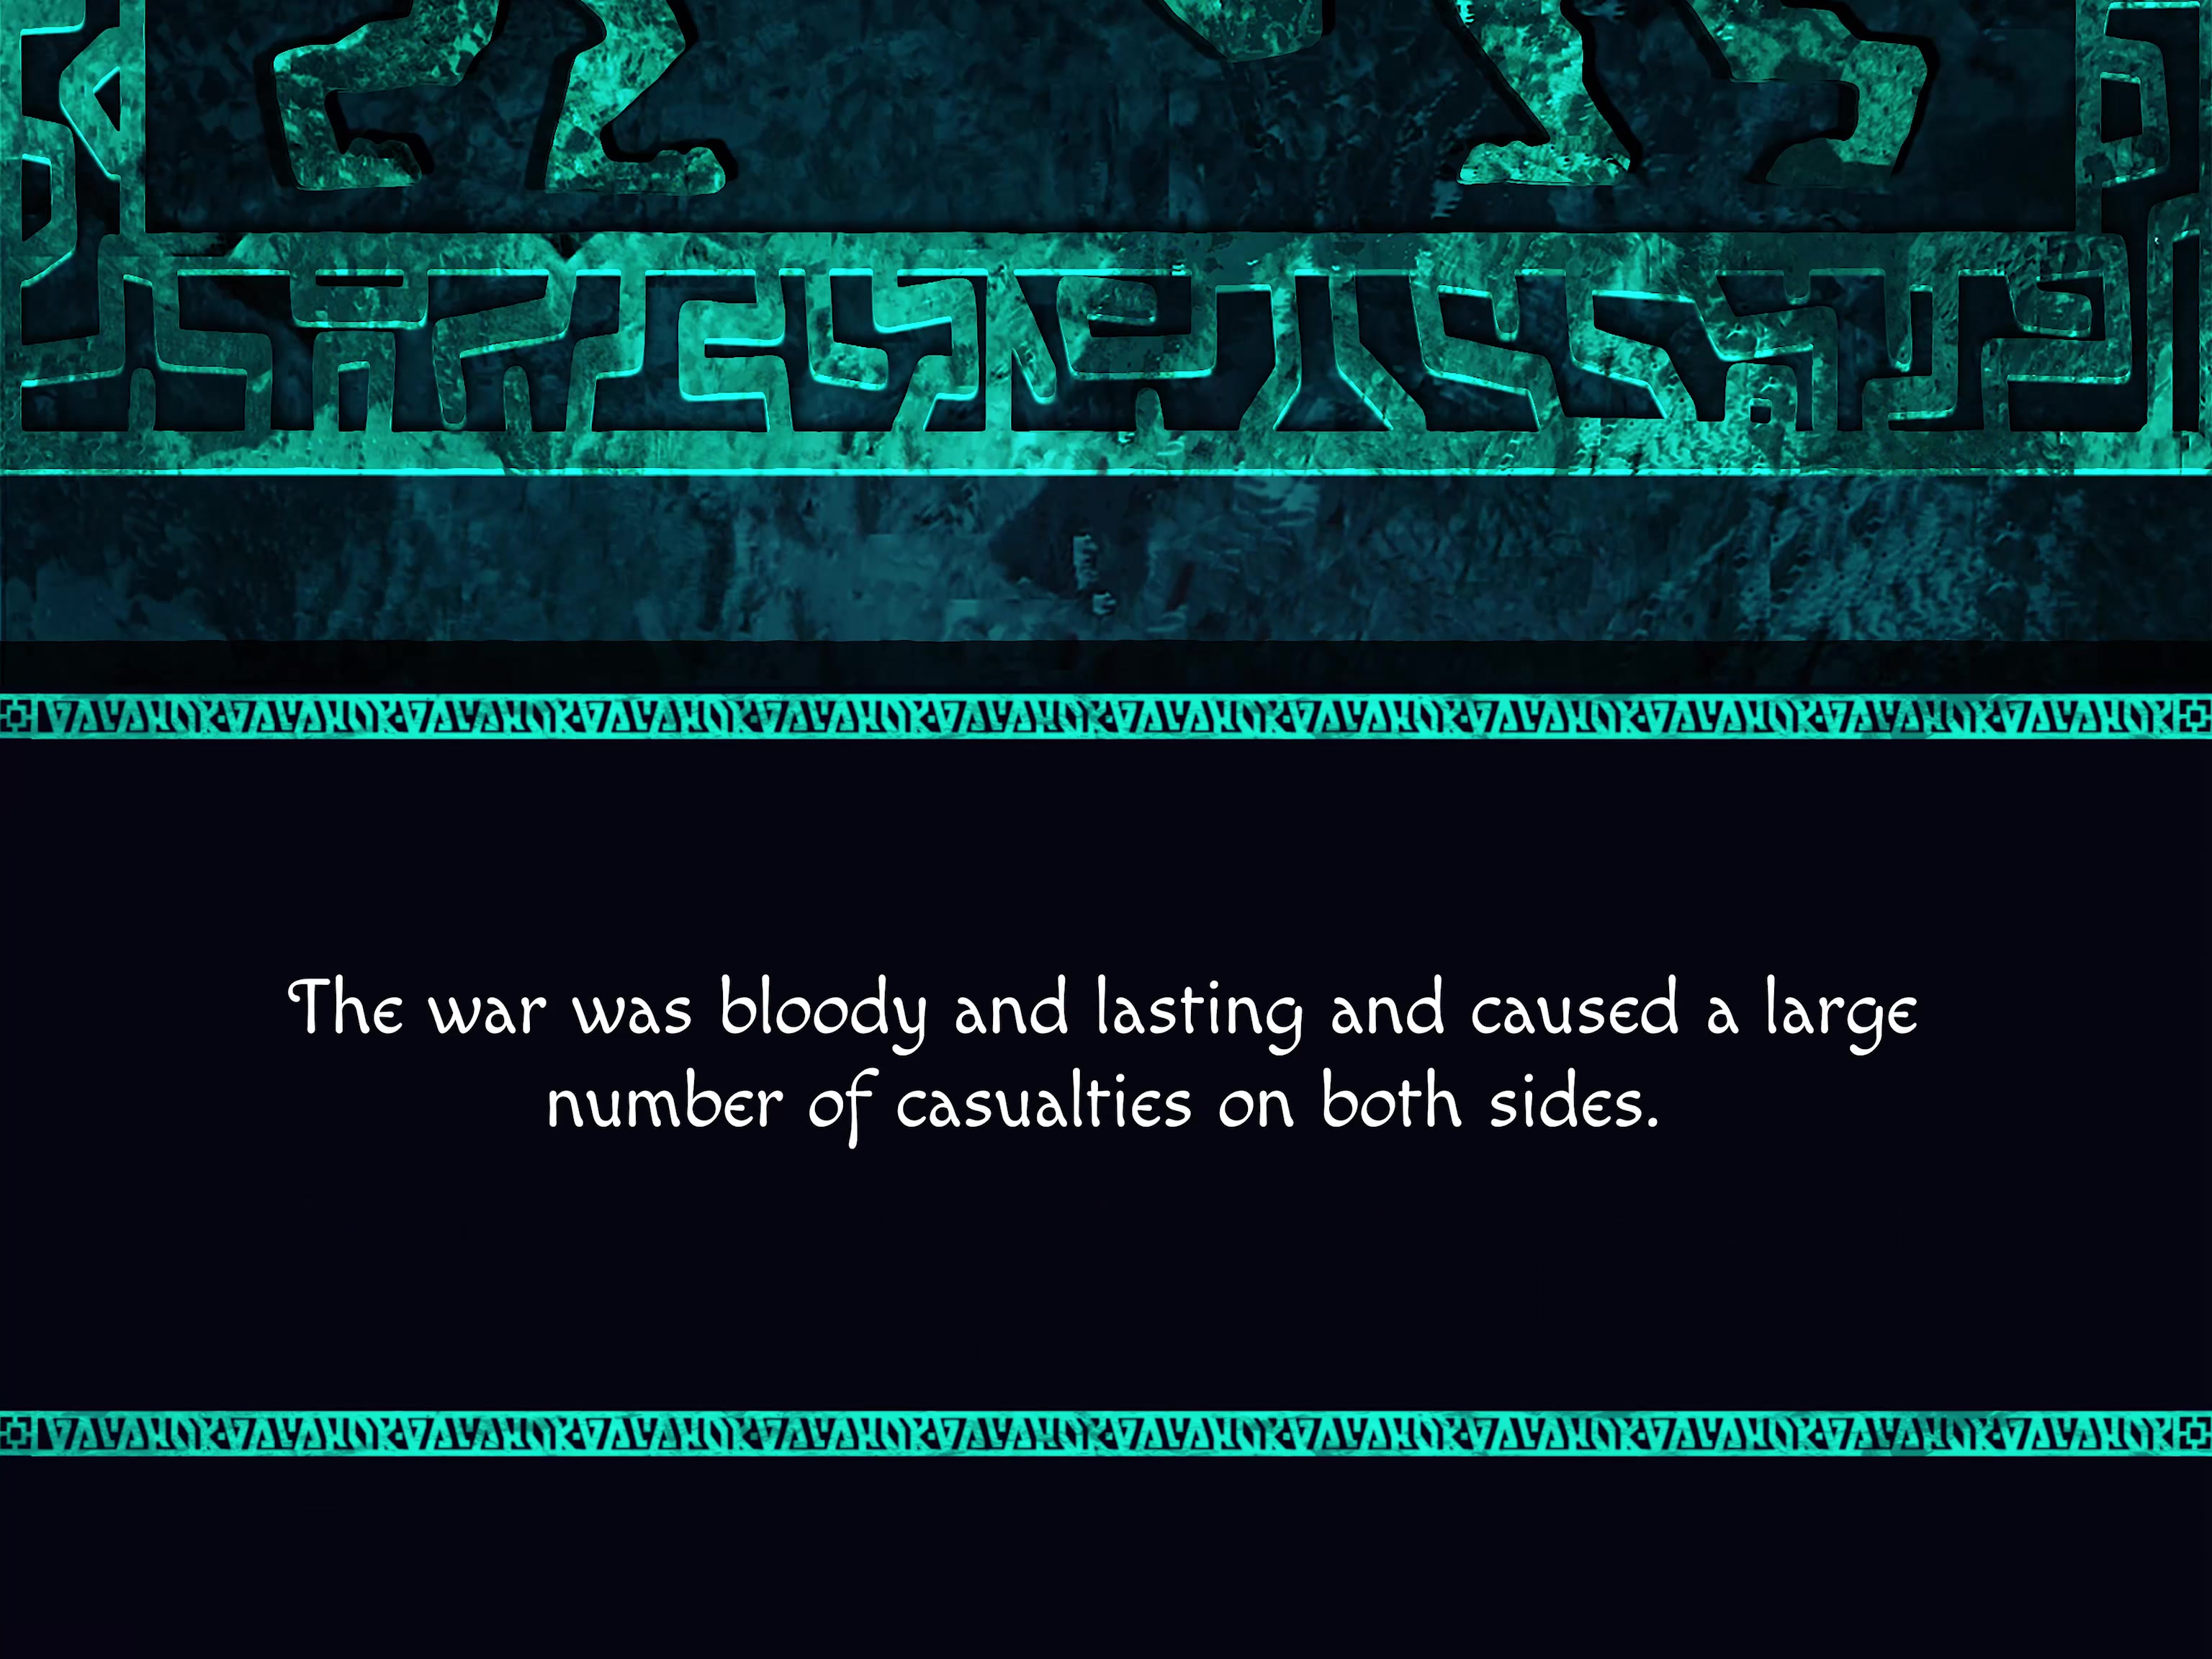 The war was bloody and lasting and caused a large
number of casualties on both sides.